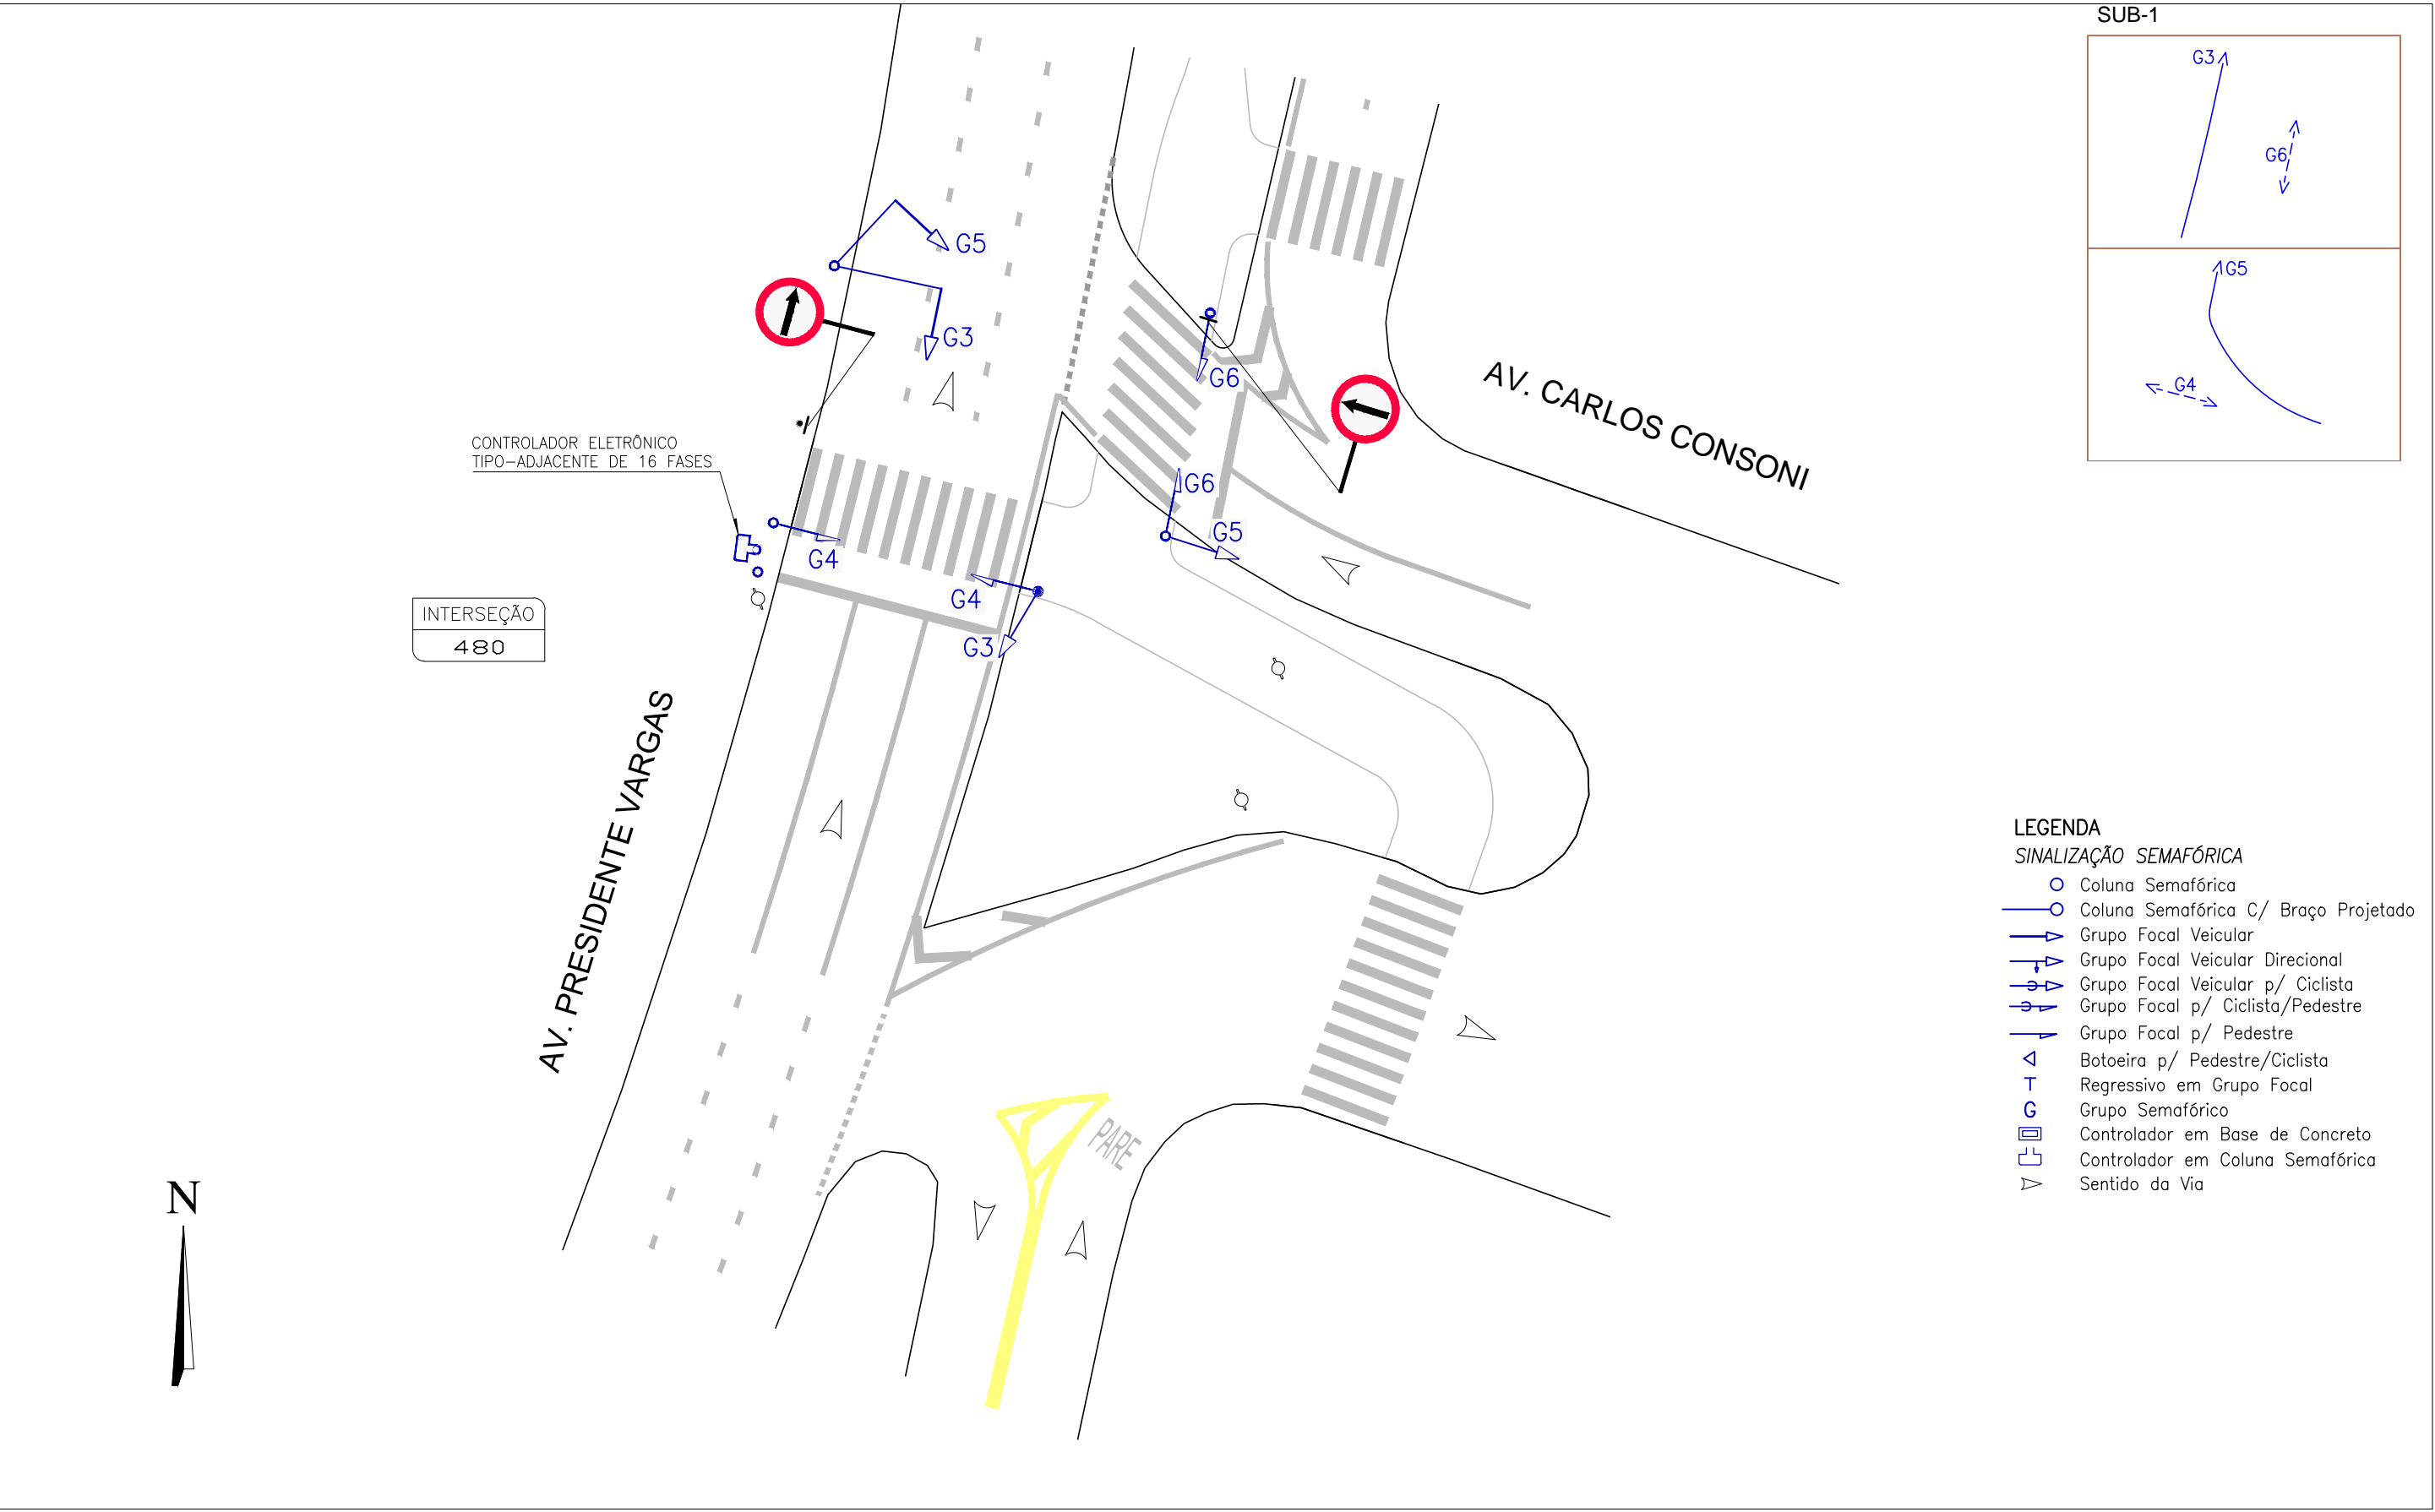 SUB-1
G3
G6
G5
G4
G5
G3
G6
AV. CARLOS CONSONI
CONTROLADOR ELETRÔNICO
TIPO-ADJACENTE DE 16 FASES
G6
G5
G4
G4
G3
INTERSEÇÃO
480
AV. PRESIDENTE VARGAS
PARE
N
LEGENDA
SINALIZAÇÃO SEMAFÓRICA
Coluna Semafórica
Coluna Semafórica C/ Braço Projetado
Grupo Focal Veicular
Grupo Focal Veicular Direcional
Grupo Focal Veicular p/ Ciclista
Grupo Focal p/ Ciclista/Pedestre
Grupo Focal p/ Pedestre
Botoeira p/ Pedestre/Ciclista
T Regressivo em Grupo Focal
G Grupo Semafórico
Controlador em Base de Concreto
Controlador em Coluna Semafórica
Sentido da Via